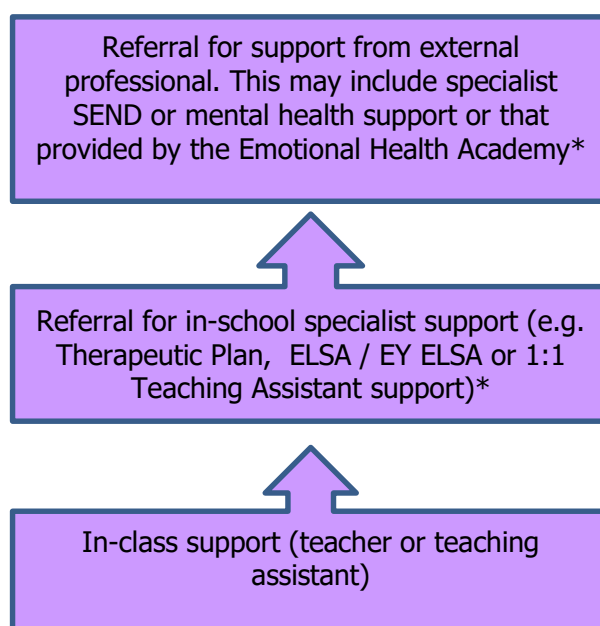 Referral for support from external
professional. This may include specialist
SEND or mental health support or that
provided by the Emotional Health Academy*
Referral for in-school specialist support (e.g.
Therapeutic Plan,  ELSA / EY ELSA or 1:1
Teaching Assistant support)*
In-class support (teacher or teaching
assistant)